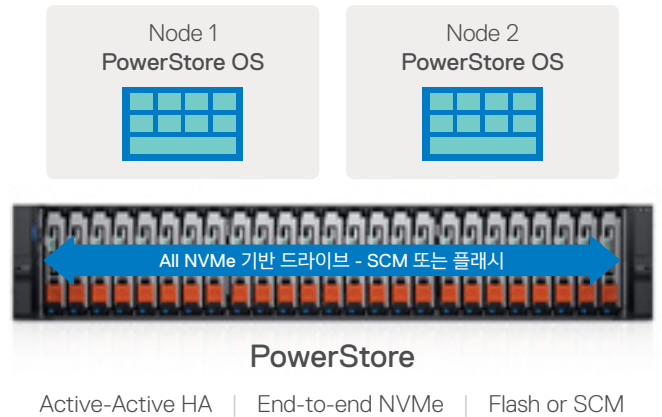 Node 1
PowerStore OS
Node 2
PowerStore OS
All NVMe 기반 드라이브 - SCM 또는 플래시
PowerStore
Active-Active HA | End-to-end NVMe | Flash or SCM